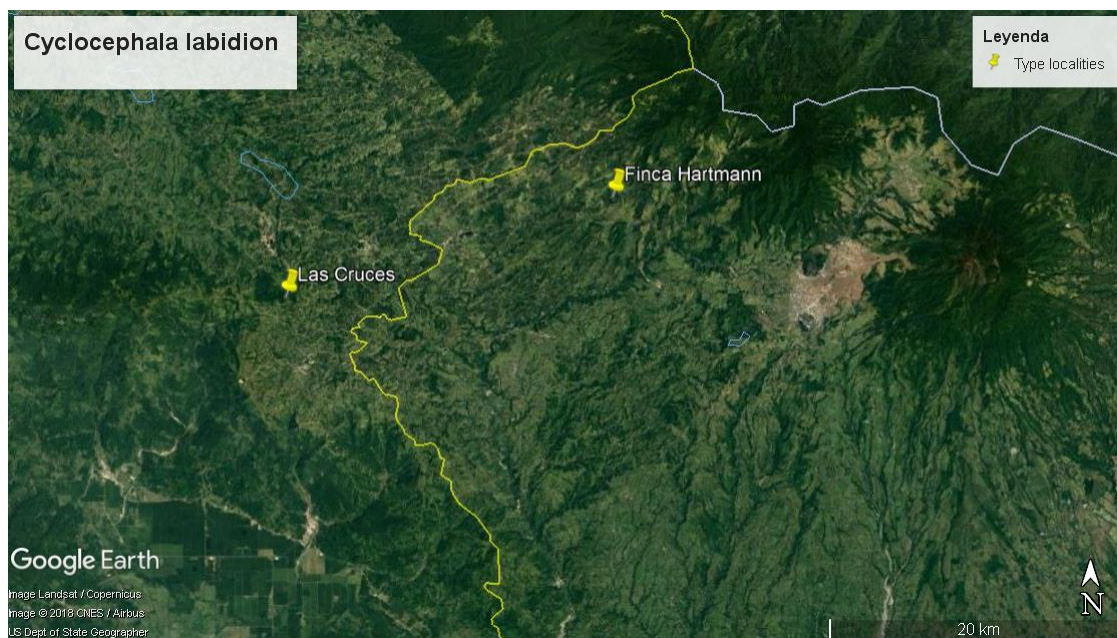 Cyclocephala labidion
Leyenda
Type localities
Finca Hartmann
Las Cruces
Google Earth
Image Landsat / Copernicus
Image © 2018 CNES / Airbus
US Dept of State Geographer
N
20 km